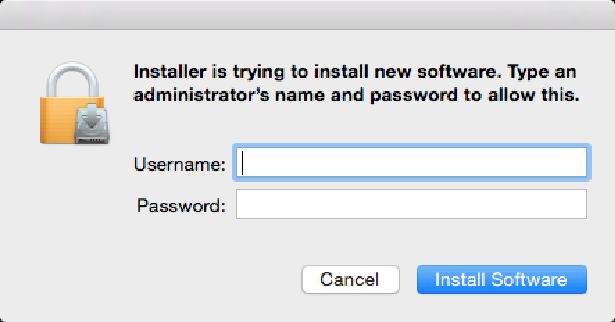 Installer is trying to install new software. Type an
administrator's name and password to allow this.
Username:
Password:
Cancel Install Software